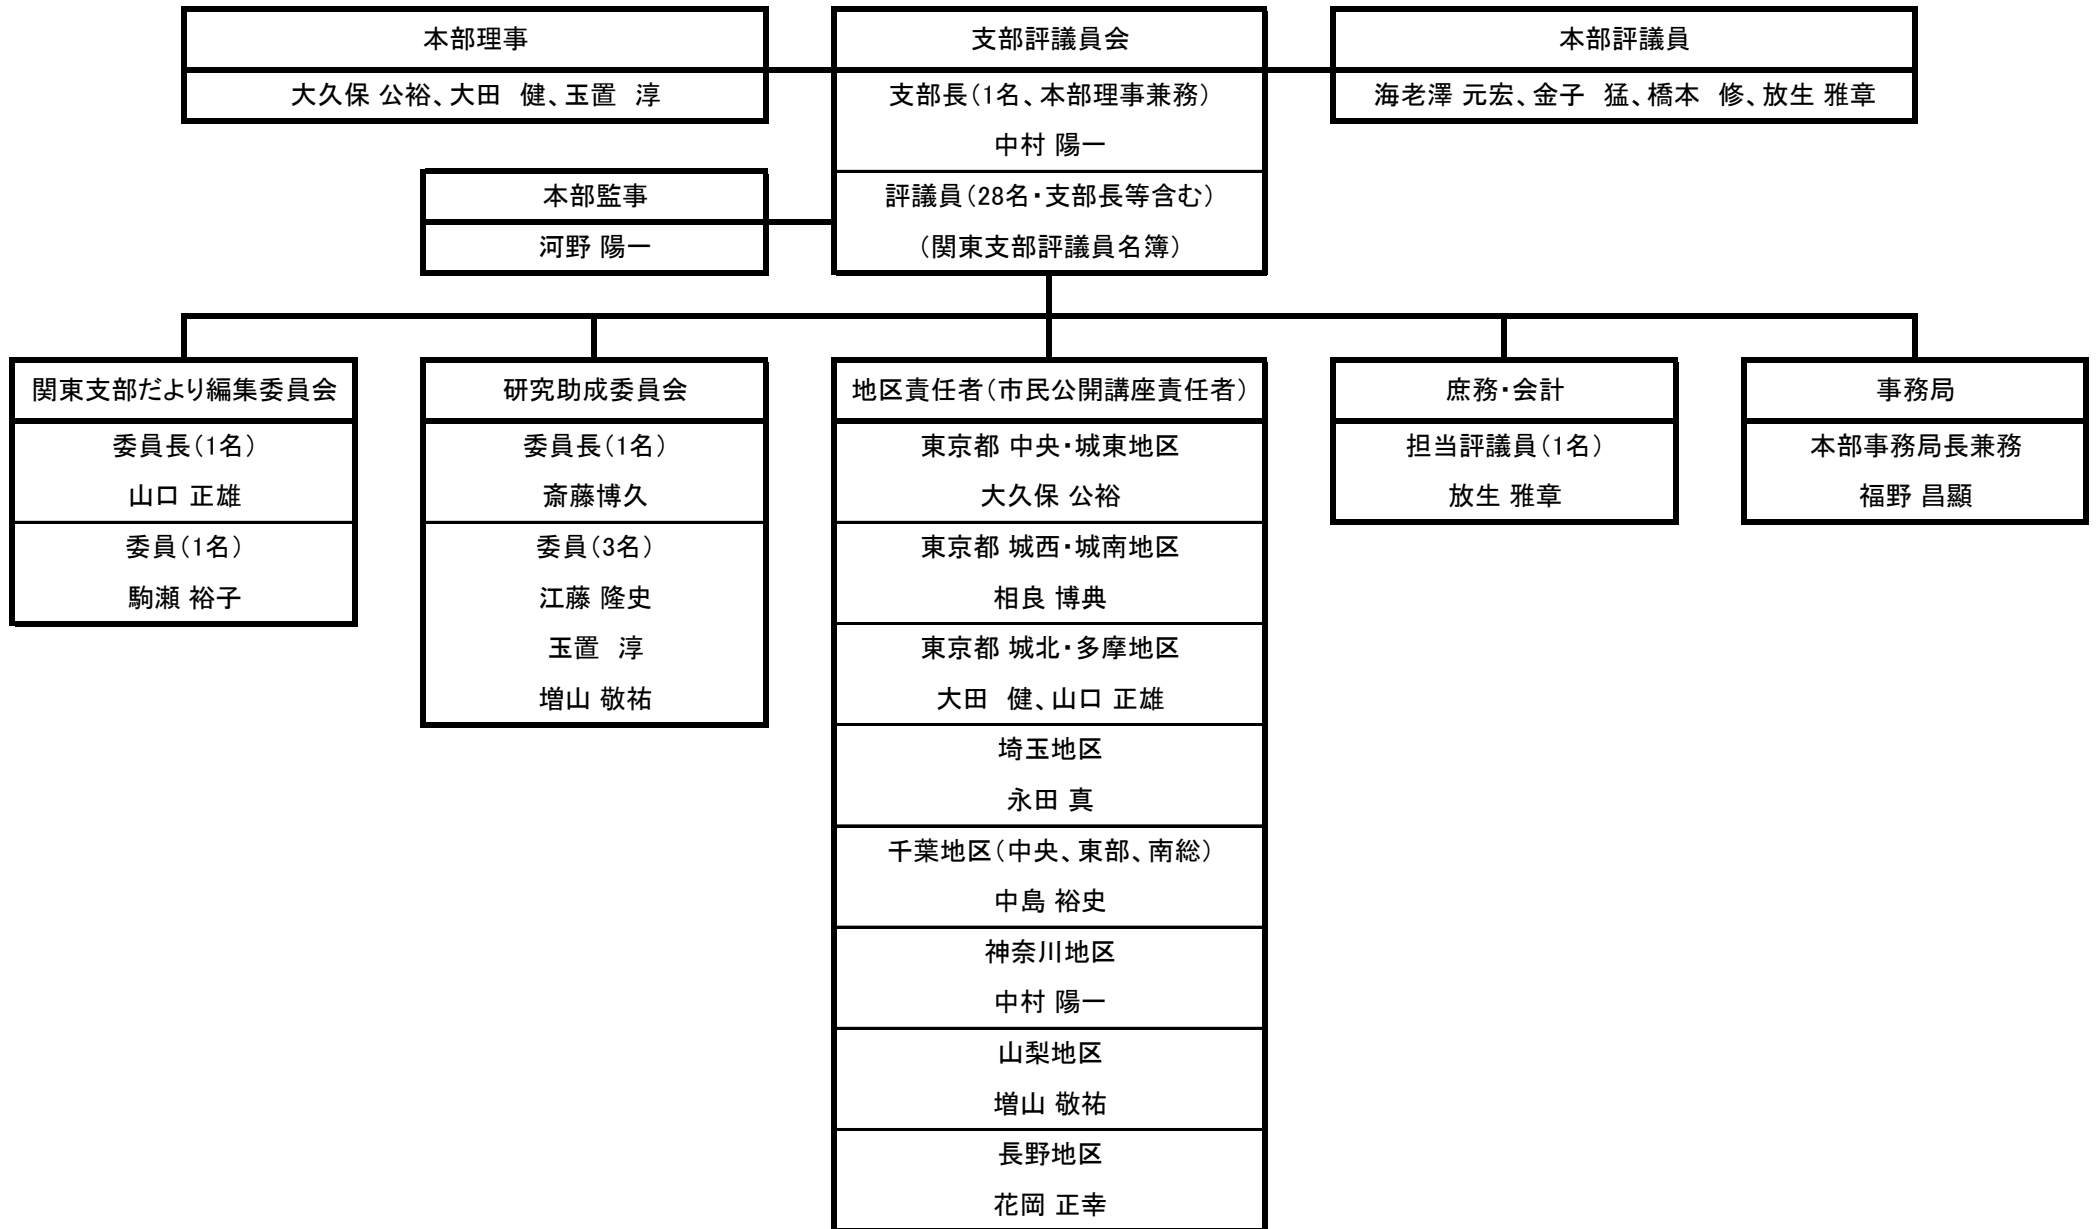 本部理事
大久保 公裕、大田　健、玉置　淳
支部評議員会
支部長（1名、本部理事兼務）
中村 陽一
評議員（28名・支部長等含む）
（関東支部評議員名簿）
本部評議員
海老澤 元宏、金子　猛、橋本　修、放生 雅章
本部監事
河野 陽一
関東支部だより編集委員会
委員長（1名）
山口 正雄
委員（1名）
駒瀬 裕子
研究助成委員会
委員長（1名）
斎藤博久
委員（3名）
江藤 隆史
玉置　淳
増山 敬祐
地区責任者（市民公開講座責任者）
東京都 中央・城東地区
大久保 公裕
東京都 城西・城南地区
相良 博典
東京都 城北・多摩地区
大田　健、山口 正雄
埼玉地区
永田 真
千葉地区（中央、東部、南総）
中島 裕史
神奈川地区
中村 陽一
山梨地区
増山 敬祐
長野地区
花岡 正幸
庶務・会計
担当評議員（1名）
放生 雅章
事務局
本部事務局長兼務
福野 昌顯